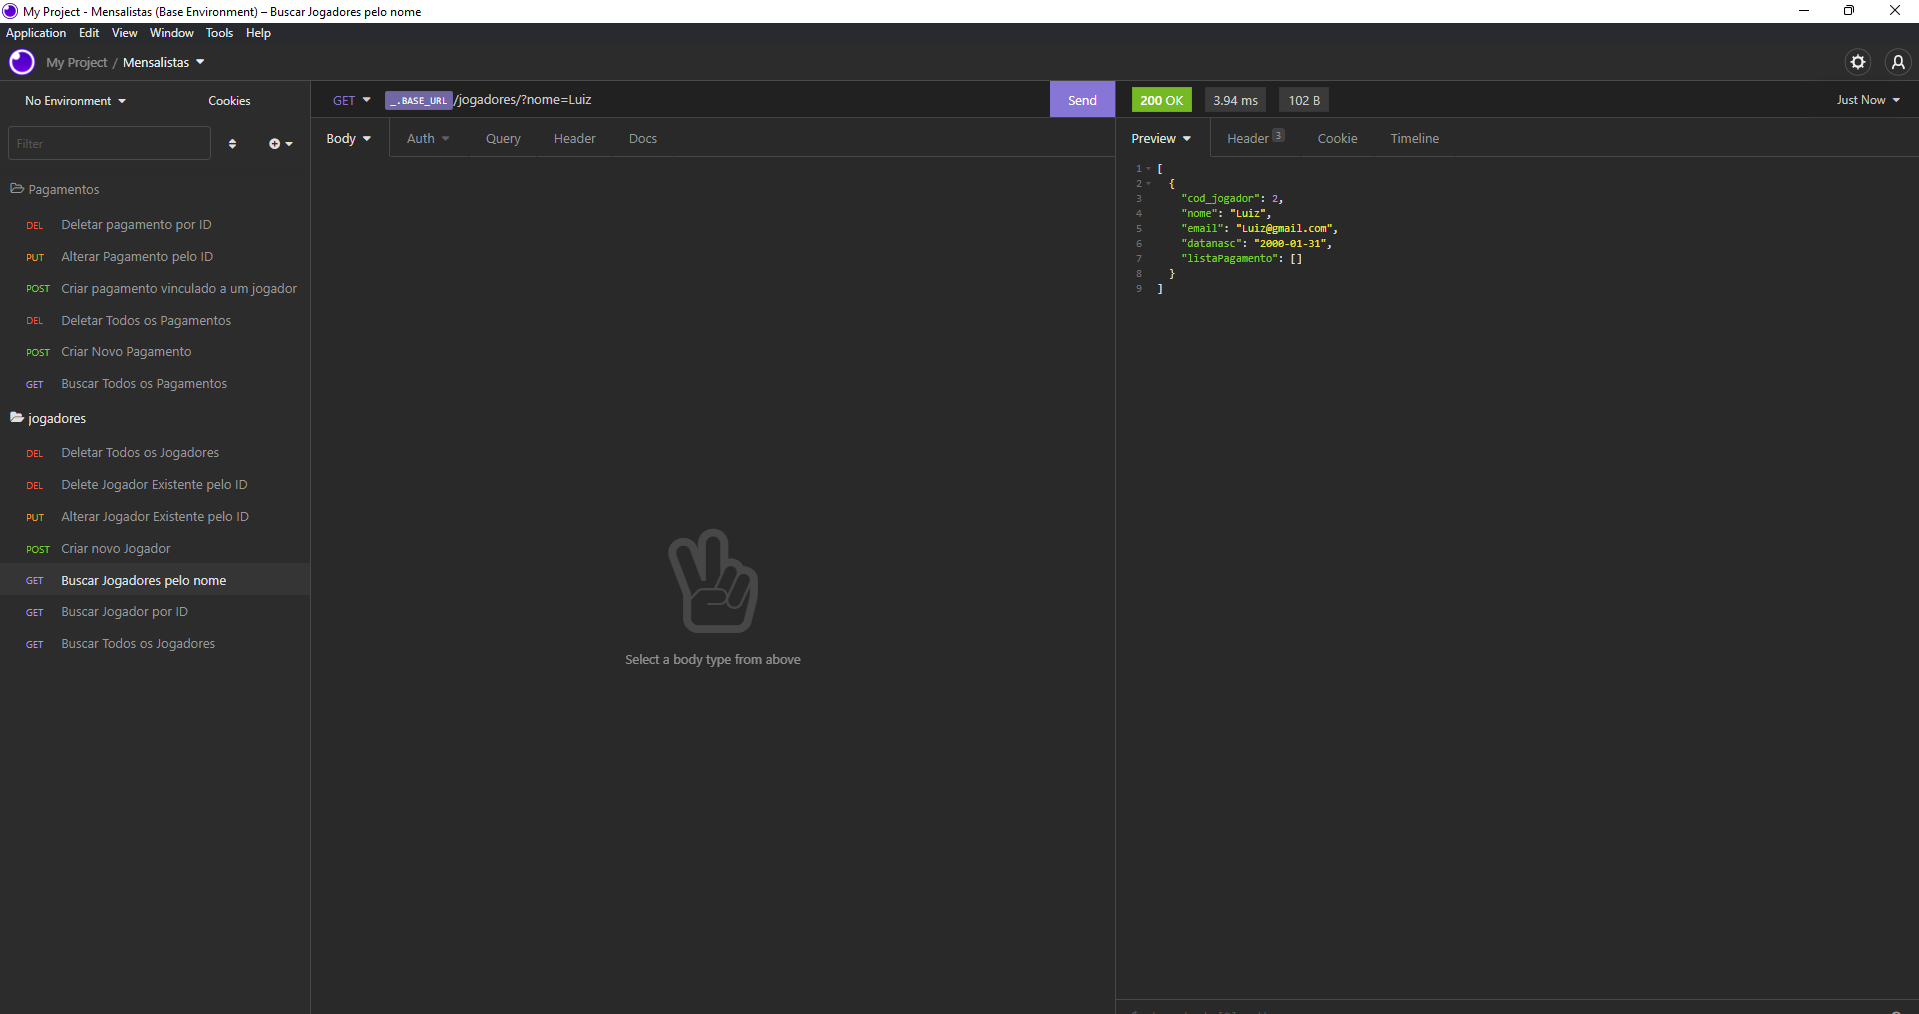 My Project - Mensalistas (Base Environment) – Buscar Jogadores pelo nome
Application Edit View Window Tools Help
My Project / Mensalistas
No Environment Cookies
Filter
Pagamentos
DEL Deletar pagamento por ID
PUT Alterar Pagamento pelo ID
POST Criar pagamento vinculado a um jogador
DEL Deletar Todos os Pagamentos
POST Criar Novo Pagamento
GET Buscar Todos os Pagamentos
jogadores
DEL Deletar Todos os Jogadores
DEL Delete Jogador Existente pelo ID
PUT Alterar Jogador Existente pelo ID
POST Criar novo Jogador
GET Buscar Jogadores pelo nome
GET Buscar Jogador por ID
GET Buscar Todos os Jogadores
GET _.BASE_URL /jogadores/?nome=Luiz Send
Body Auth Query Header Docs
Select a body type from above
200 OK 3.94 ms 102 B Just Now
Preview Header 3 Cookie Timeline
1 [
2 {
3 "cod_jogador": 2,
4 "nome": "Luiz",
5 "email": "Luiz@gmail.com",
6 "datanasc": "2000-01-31",
7 "listaPagamento": []
8 }
9 ]